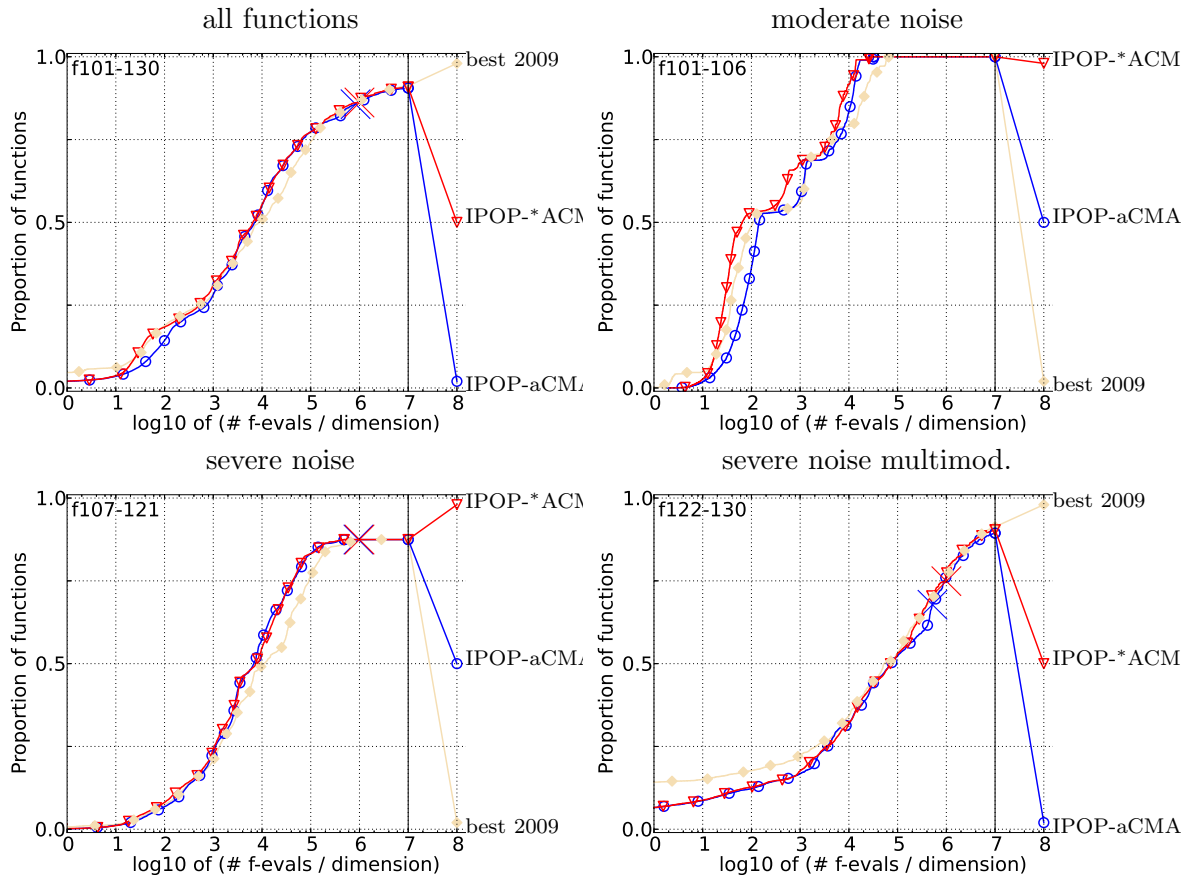 all functions
1.0
f101-130
best 2009
0.5
IPOP-*ACM
0.0
IPOP-aCMA
Proportion of functions
0 1 2 3 4 5 6 7 8
log10 of (# f-evals / dimension)
moderate noise
1.0
f101-106
IPOP-*ACM
0.5
IPOP-aCMA
0.0
best 2009
Proportion of functions
0 1 2 3 4 5 6 7 8
log10 of (# f-evals / dimension)
severe noise
1.0
f107-121
IPOP-*ACM
0.5
IPOP-aCMA
0.0
best 2009
Proportion of functions
0 1 2 3 4 5 6 7 8
log10 of (# f-evals / dimension)
severe noise multimod.
1.0
f122-130
best 2009
0.5
IPOP-*ACM
0.0
IPOP-aCMA
Proportion of functions
0 1 2 3 4 5 6 7 8
log10 of (# f-evals / dimension)